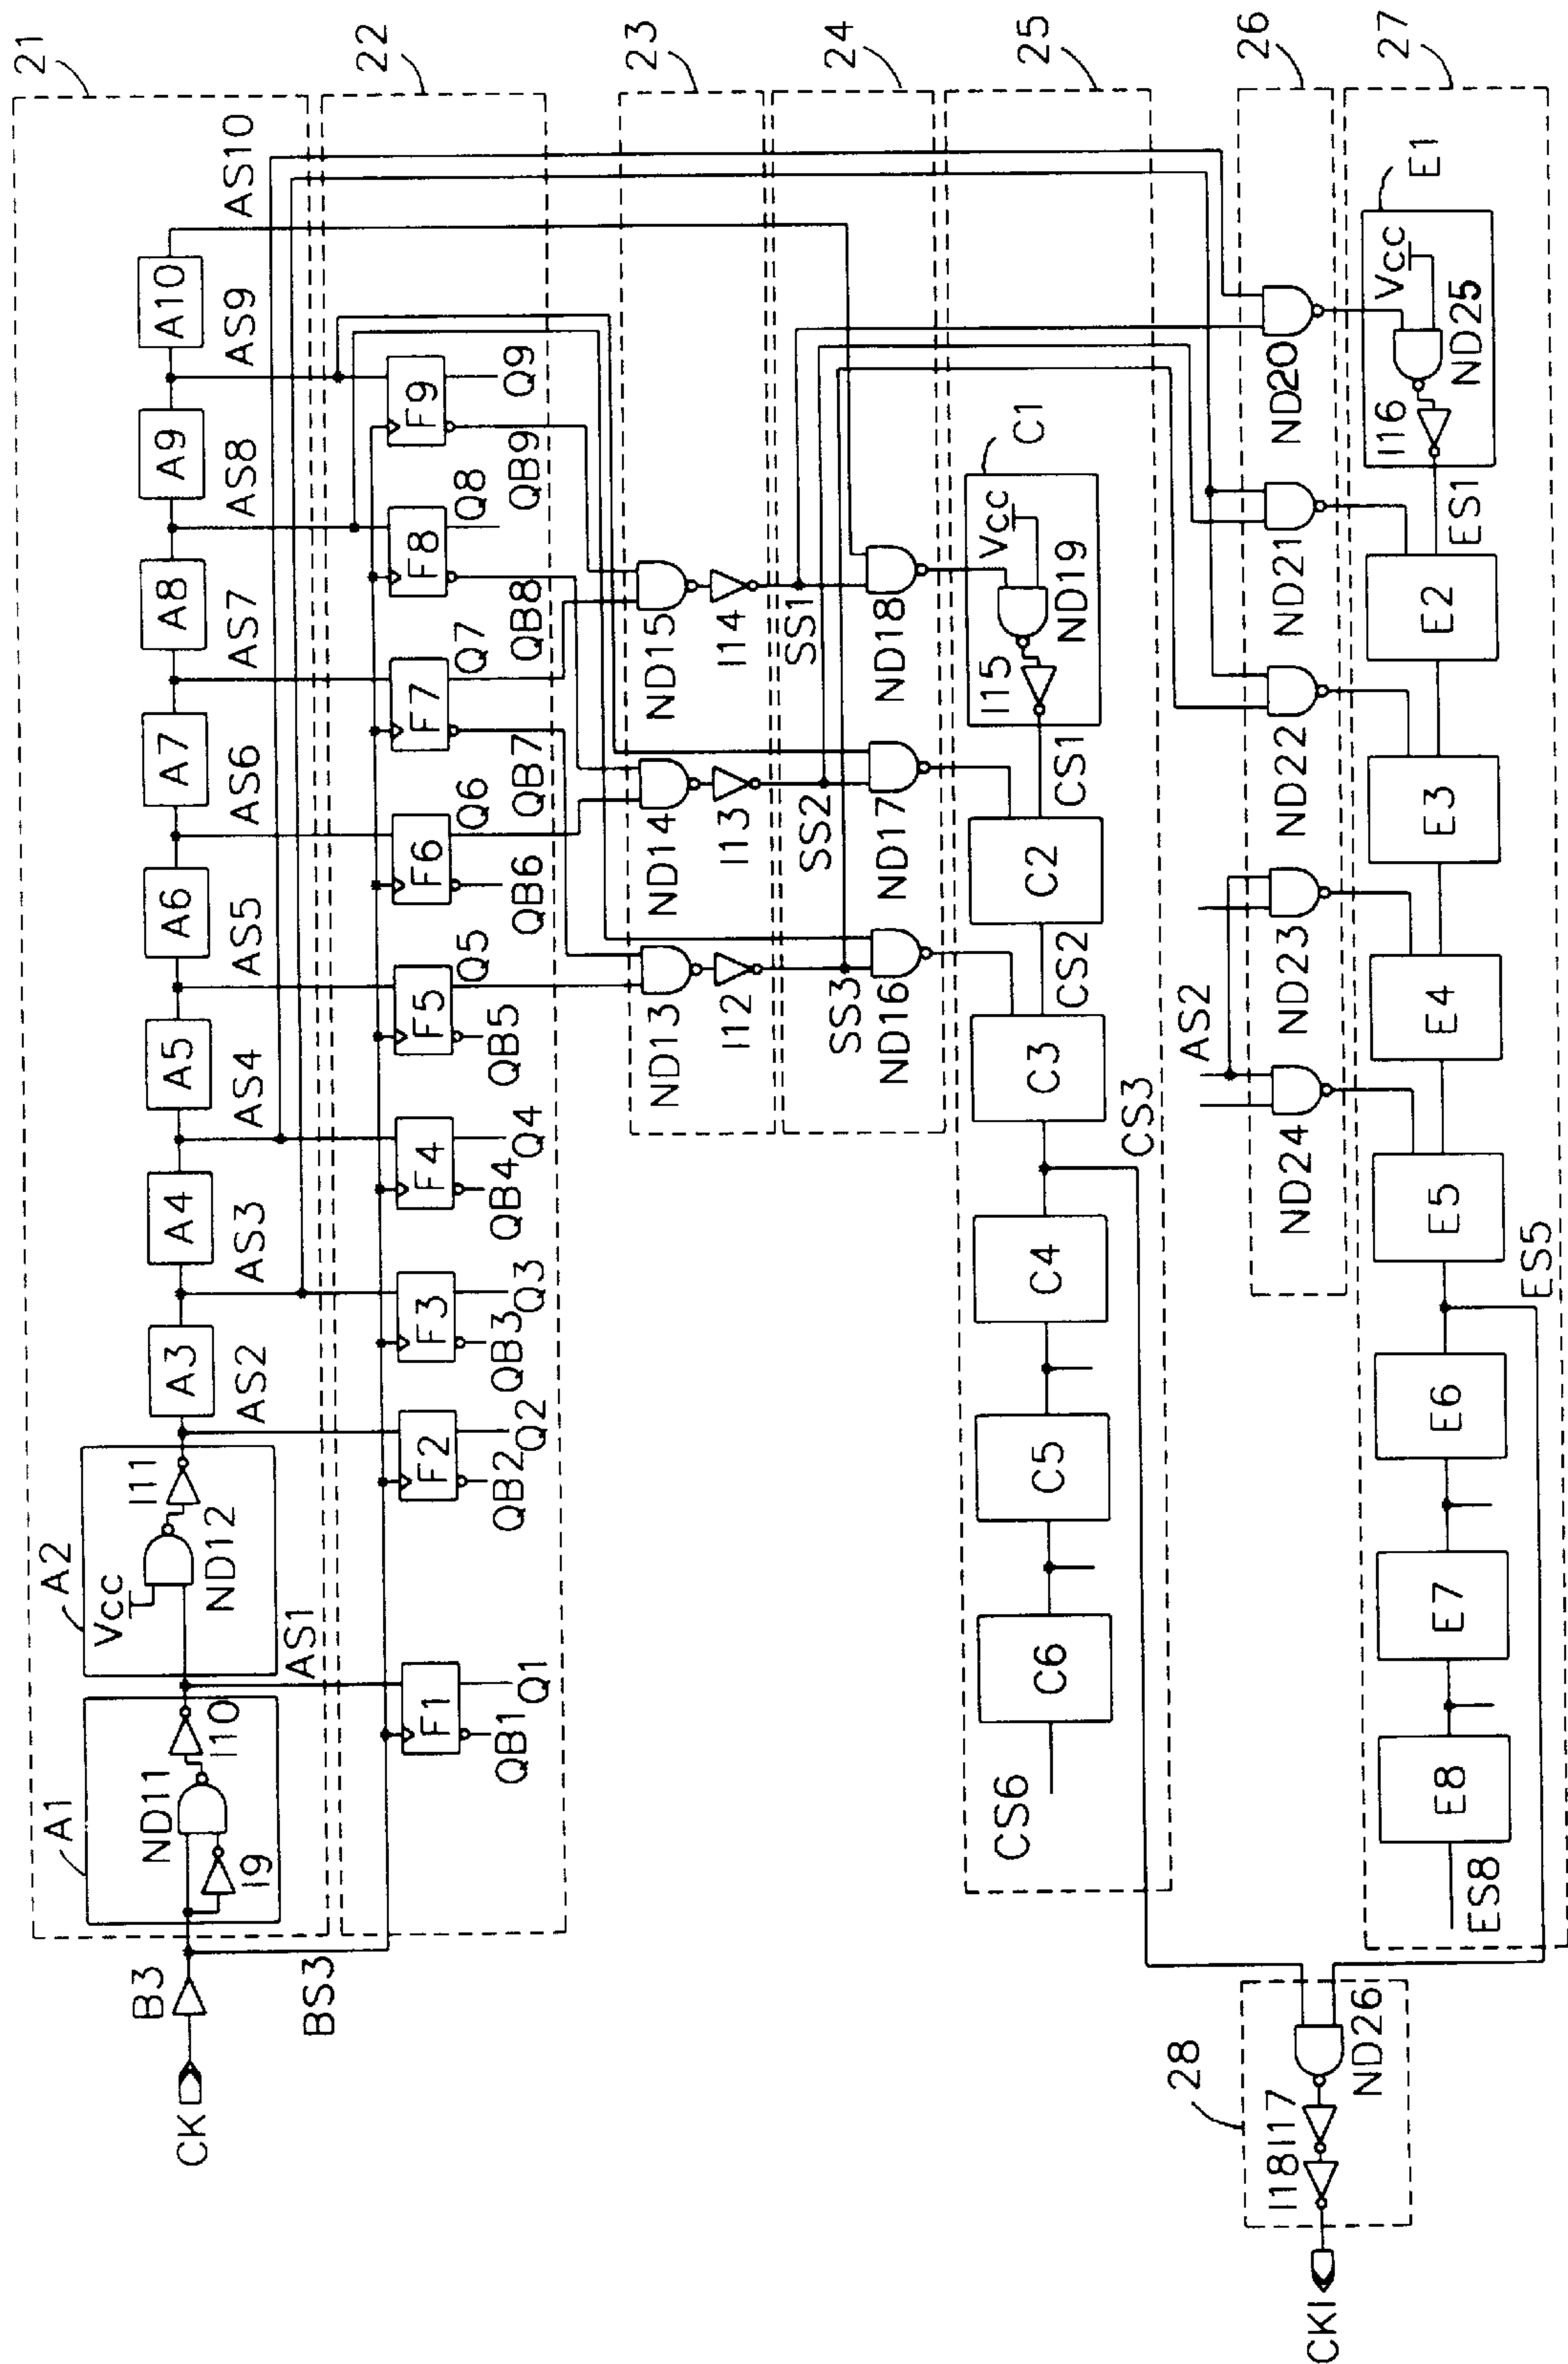 21
22
23
24
25
26
27
A10
A9
A8
A7
A6
A5
A4
A3
A2
A1
AS10
AS9
AS8
AS7
AS6
AS5
AS4
AS3
AS2
AS1
Vcc
I11
ND12
ND11
I10
I9
B3
BS3
CK
F9
F8
F7
F6
F5
F4
F3
F2
F1
Q9
QB9
Q8
QB8
Q7
QB7
Q6
QB6
Q5
QB5
Q4
QB4
Q3
QB3
Q2
QB2
Q1
QB1
ND15
I14
ND14
I13
ND13
I12
SS1
ND18
SS2
ND17
SS3
ND16
C1
Vcc
I15
ND19
CS1
C2
CS2
C3
CS3
C4
C5
C6
CS6
ND20
ND21
ND22
ND23
ND24
AS2
E1
Vcc
I16
ND25
ES1
E2
E3
E4
E5
ES5
E6
E7
E8
ES8
28
I18
I17
ND26
CKI